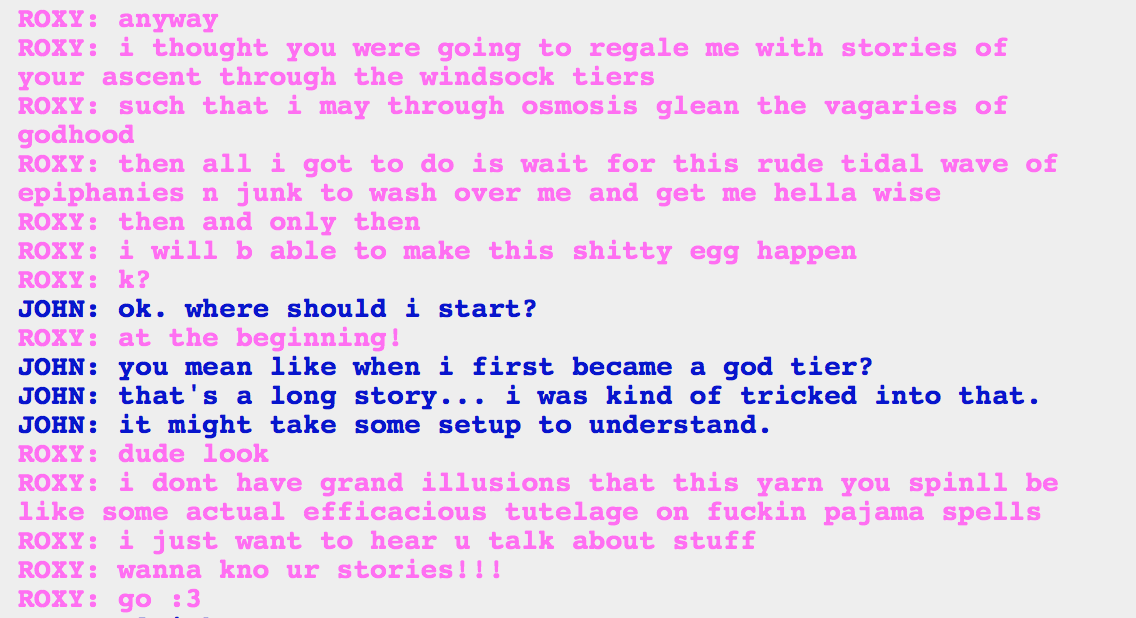 ROXY: anyway
ROXY: i thought you were going to regale me with stories of
your ascent through the windsock tiers
ROXY: such that i may through osmosis glean the vagaries of
godhood
ROXY: then all i got to do is wait for this rude tidal wave of
epiphanies n junk to wash over me and get me hella wise
ROXY: then and only then
ROXY: i will b able to make this shitty egg happen
ROXY: k?
JOHN: ok. where should i start?
ROXY: at the beginning!
JOHN: you mean like when i first became a god tier?
JOHN: that's a long story... i was kind of tricked into that.
JOHN: it might take some setup to understand.
ROXY: dude look
ROXY: i dont have grand illusions that this yarn you spinll be
like some actual efficacious tutelage on fuckin pajama spells
ROXY: i just want to hear u talk about stuff
ROXY: wanna kno ur stories!!!
ROXY: go :3